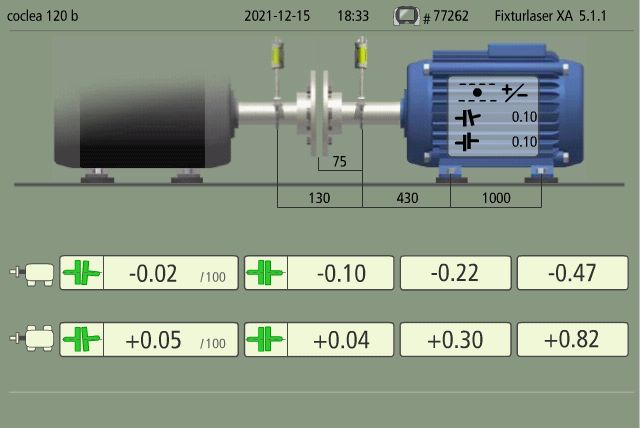 coclea 120 b 2021-12-15 18:33 # 77262 Fixturlaser XA 5.1.1
+/-
0.10
0.10
75
130 430 1000
-0.02 /100 -0.10 -0.22 -0.47
+0.05 /100 +0.04 +0.30 +0.82